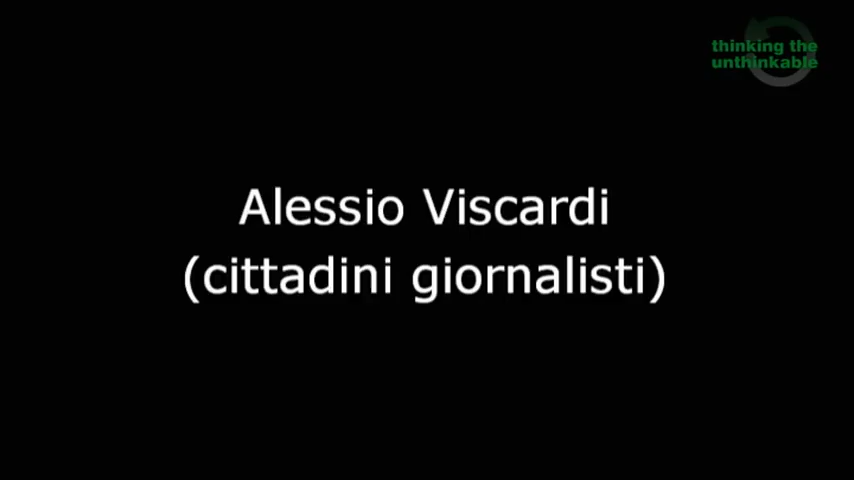 thinking the
unthinkable
Alessio Viscardi
(cittadini giornalisti)